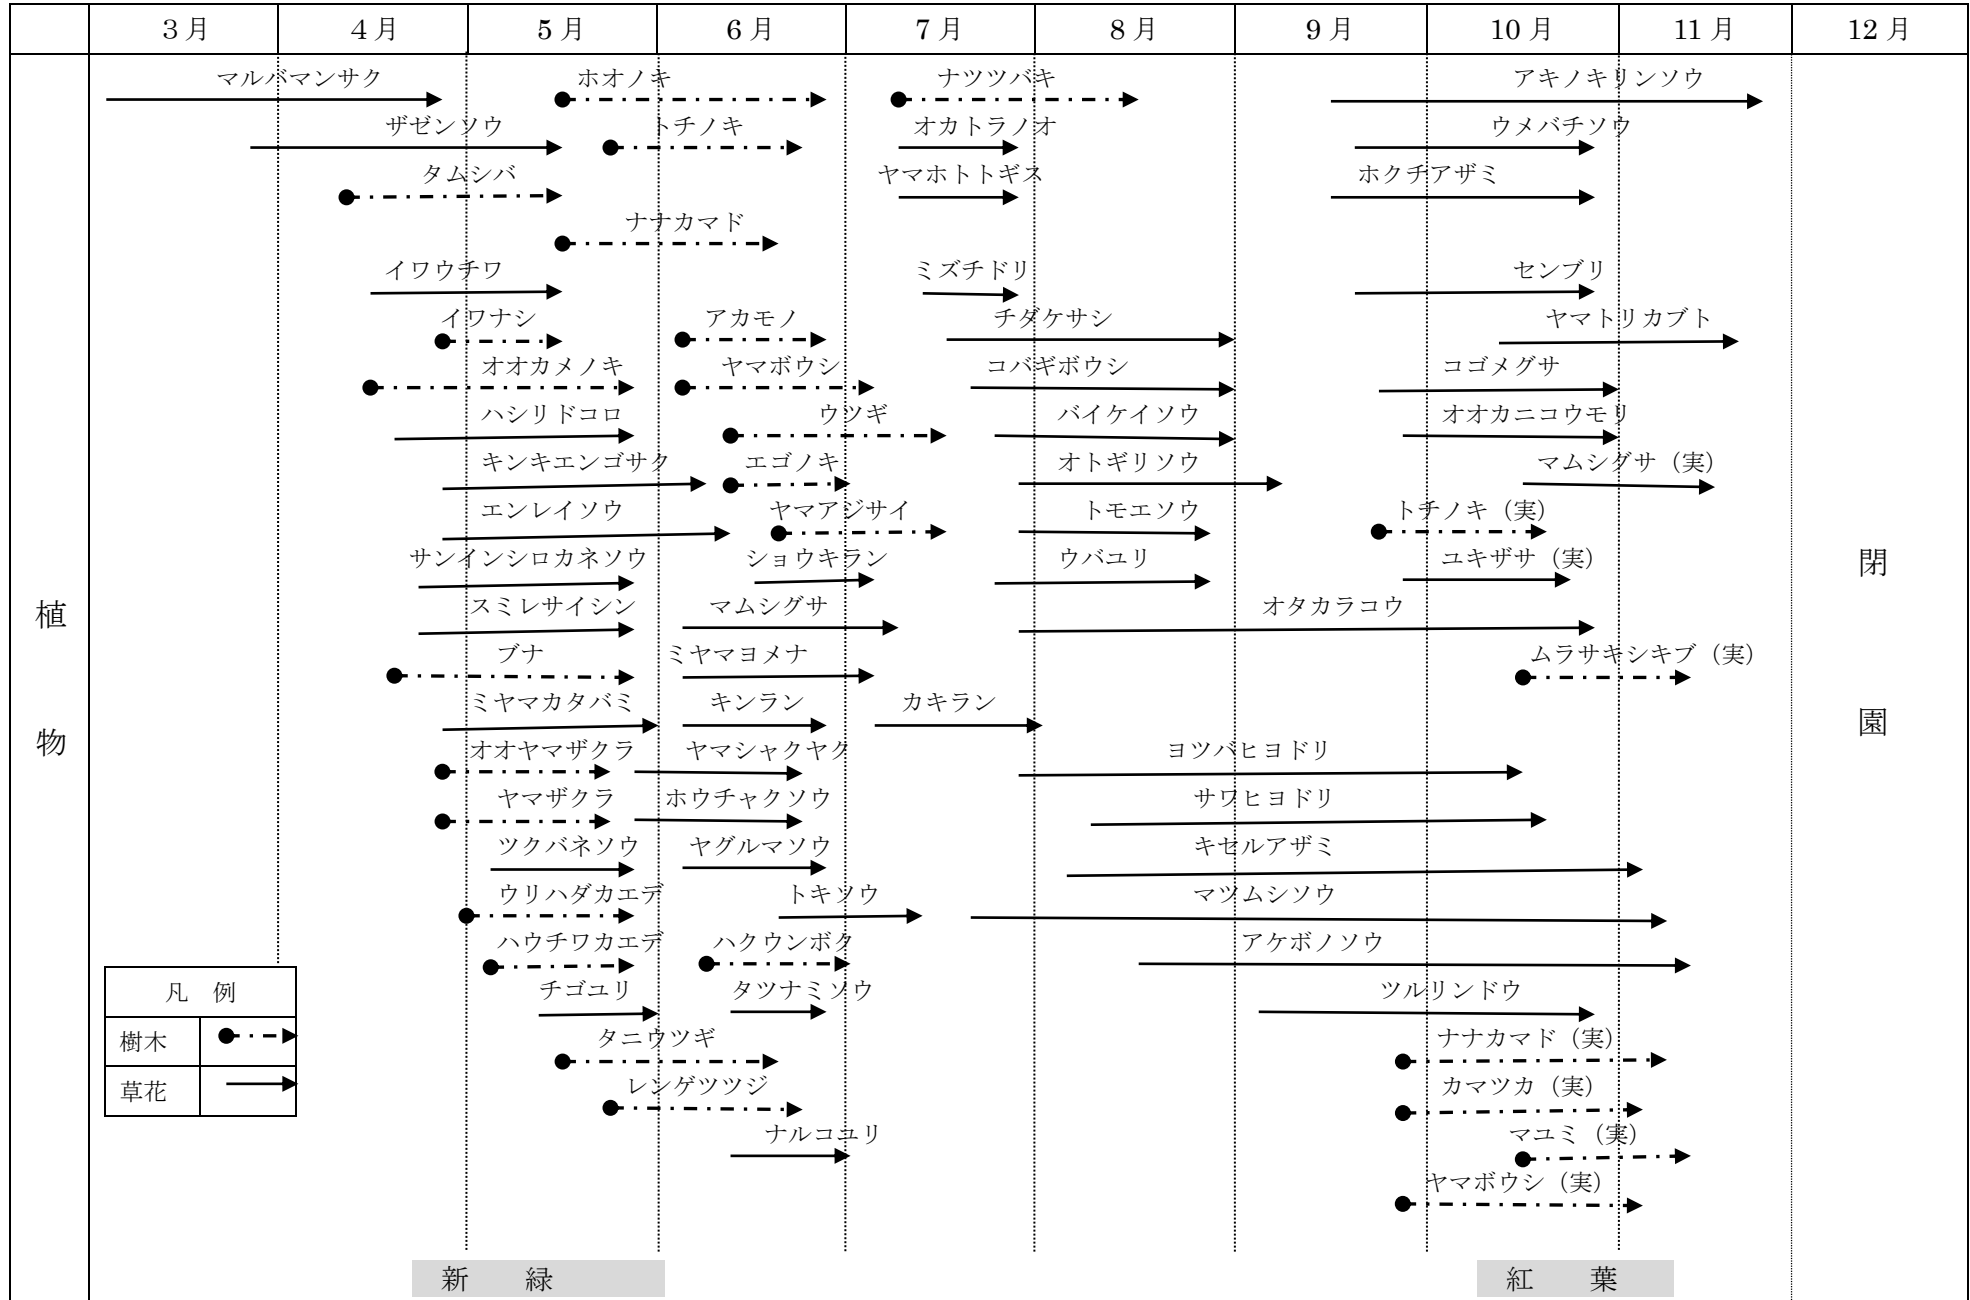 3月 4月 5月 6月 7月 8月 9月 10月 11月 12月
マルバマンサク ホオノキ ナツツバキ アキノキリンソウ
ザゼンソウ トチノキ オカトラノオ ウメバチソウ
タムシバ ヤマホトトギス ホクチアザミ
ナナカマド
イワウチワ ミズチドリ センブリ
イワナシ アカモノ チダケサシ ヤマトリカブト
オオカメノキ ヤマボウシ コバギボウシ コゴメグサ
ハシリドコロ ウツギ バイケイソウ オオカニコウモリ
キンキエンゴサク エゴノキ オトギリソウ マムシグサ（実）
エンレイソウ ヤマアジサイ トモエソウ トチノキ（実）
サンインシロカネソウ ショウキラン ウバユリ ユキザサ（実）
スミレサイシン マムシグサ オタカラコウ
ブナ ミヤマヨメナ ムラサキシキブ（実）
ミヤマカタバミ キンラン カキラン
オオヤマザクラ ヤマシャクヤク ヨツバヒヨドリ
ヤマザクラ ホウチャクソウ サワヒヨドリ
ツクバネソウ ヤグルマソウ キセルアザミ
ウリハダカエデ トキソウ マツムシソウ
ハウチワカエデ ハクウンボク アケボノソウ
チゴユリ タツナミソウ ツルリンドウ
タニウツギ ナナカマド（実）
レンゲツツジ カマツカ（実）
ナルコユリ マユミ（実）
ヤマボウシ（実）
植物
閉園
凡 例
樹木
草花
新 緑 紅 葉